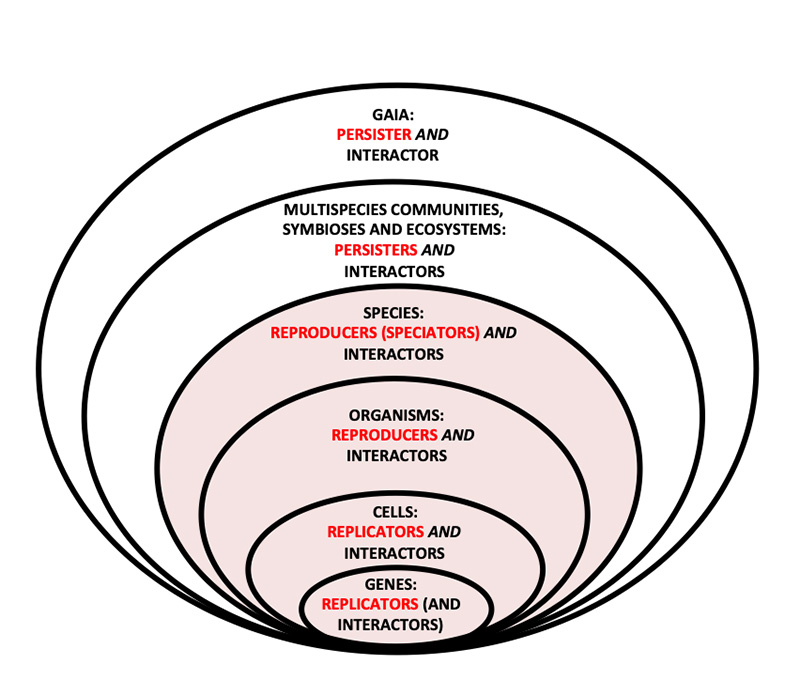 GAIA:
PERSISTER AND
INTERACTOR
MULTISPECIES COMMUNITIES,
SYMBIOSES AND ECOSYSTEMS:
PERSISTERS AND
INTERACTORS
SPECIES:
REPRODUCERS (SPECIATORS) AND
INTERACTORS
ORGANISMS:
REPRODUCERS AND
INTERACTORS
CELLS:
REPLICATORS AND
INTERACTORS
GENES:
REPLICATORS (AND
INTERACTORS)